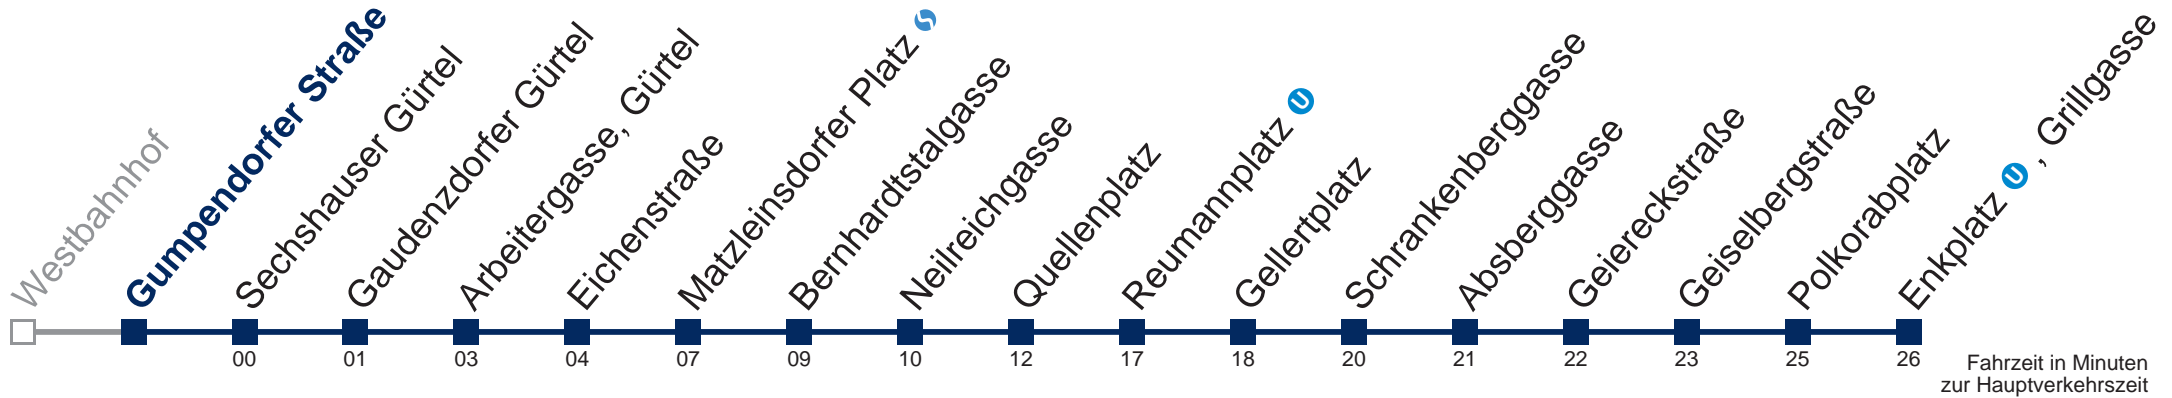 Westbahnhof
Gumpendorfer Straße
Sechshauser Gürtel
Gaudenzdorfer Gürtel
Arbeitergasse, Gürtel
Eichenstraße
Matzleinsdorfer Platz S
Bernhardtstalgasse
Neilreichgasse
Quellenplatz
Reumannplatz U
Gellertplatz
Schrankenberggasse
Absberggasse
Geiereckstraße
Geiselbergstraße
Polkorabplatz
Enkplatz U , Grillgasse
00 01 03 04 07 09 10 12 17 18 20 21 22 23 25 26
Fahrzeit in Minuten
zur Hauptverkehrszeit